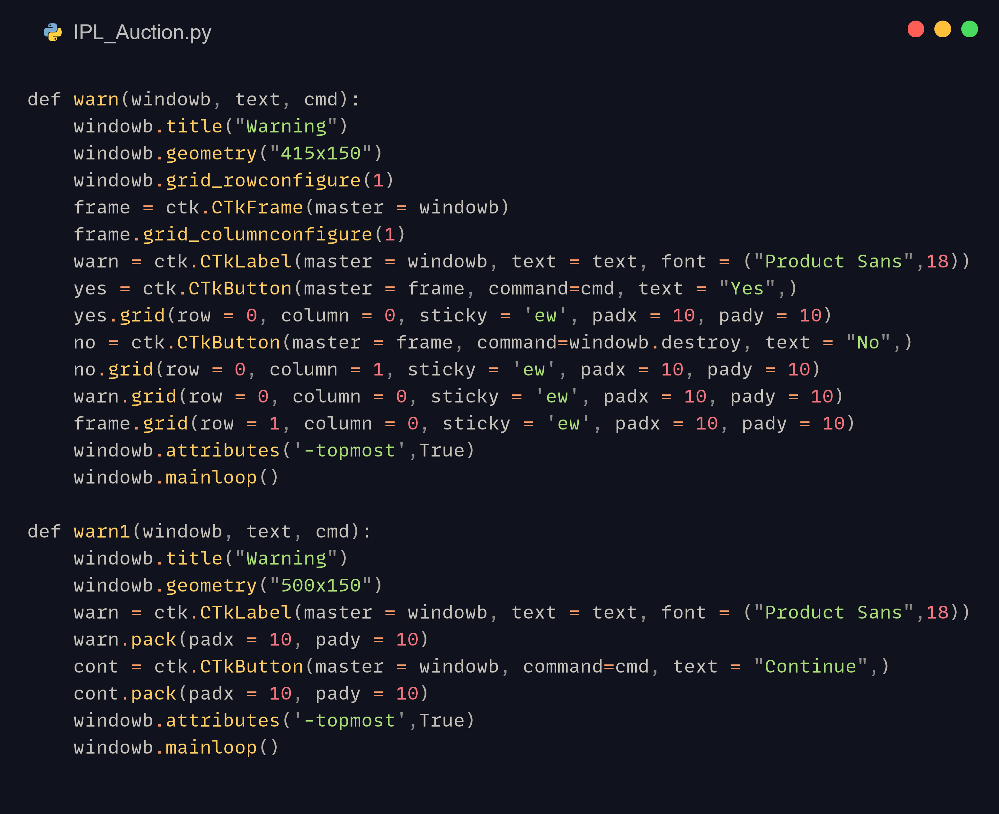 IPL_Auction.py
def warn(windowb, text, cmd):
    windowb.title("Warning")
    windowb.geometry("415x150")
    windowb.grid_rowconfigure(1)
    frame = ctk.CTkFrame(master = windowb)
    frame.grid_columnconfigure(1)
    warn = ctk.CTkLabel(master = windowb, text = text, font = ("Product Sans",18))
    yes = ctk.CTkButton(master = frame, command=cmd, text = "Yes",)
    yes.grid(row = 0, column = 0, sticky = 'ew', padx = 10, pady = 10)
    no = ctk.CTkButton(master = frame, command=windowb.destroy, text = "No",)
    no.grid(row = 0, column = 1, sticky = 'ew', padx = 10, pady = 10)
    warn.grid(row = 0, column = 0, sticky = 'ew', padx = 10, pady = 10)
    frame.grid(row = 1, column = 0, sticky = 'ew', padx = 10, pady = 10)
    windowb.attributes('-topmost',True)
    windowb.mainloop()

def warn1(windowb, text, cmd):
    windowb.title("Warning")
    windowb.geometry("500x150")
    warn = ctk.CTkLabel(master = windowb, text = text, font = ("Product Sans",18))
    warn.pack(padx = 10, pady = 10)
    cont = ctk.CTkButton(master = windowb, command=cmd, text = "Continue",)
    cont.pack(padx = 10, pady = 10)
    windowb.attributes('-topmost',True)
    windowb.mainloop()